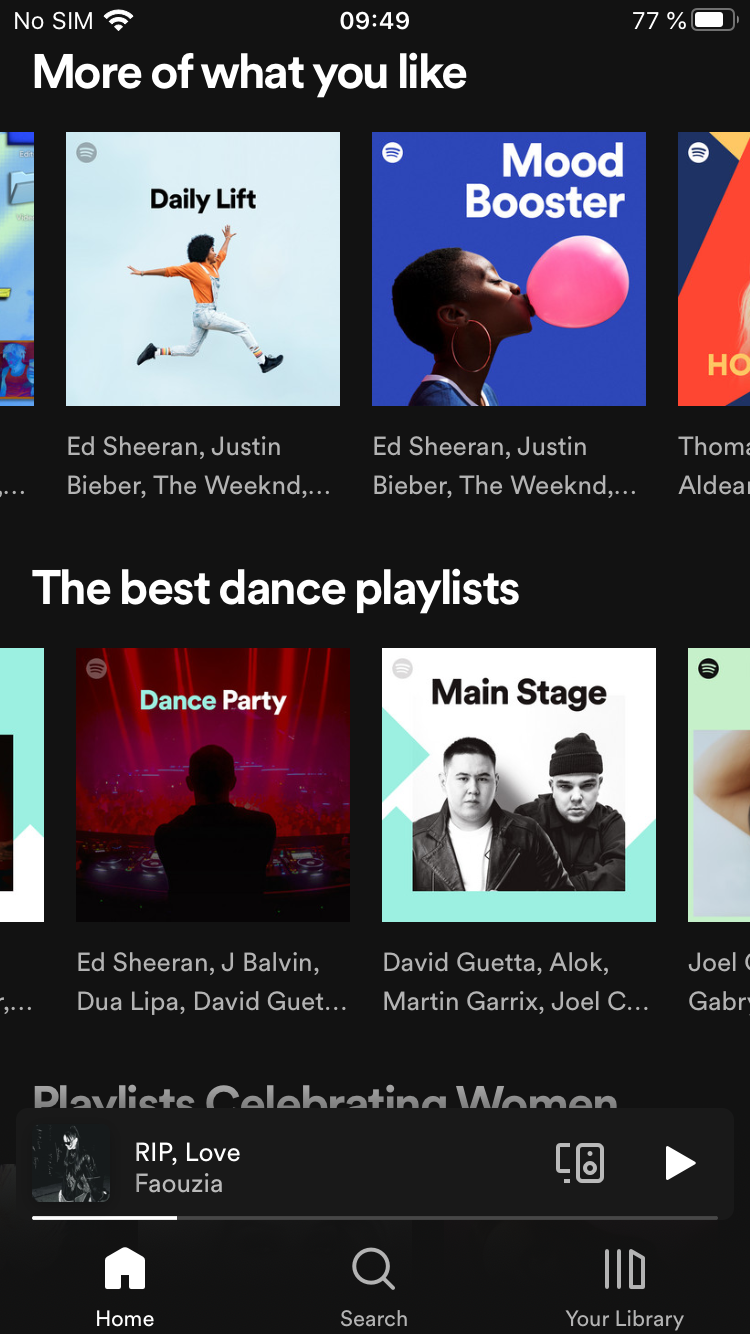 No SIM 09:49 77 %
More of what you like
Daily Lift
Mood
Booster
HO
Ed Sheeran, Justin
Bieber, The Weeknd,...
Ed Sheeran, Justin
Bieber, The Weeknd,...
Thoma
Aldear
The best dance playlists
Dance Party
Main Stage
Ed Sheeran, J Balvin,
Dua Lipa, David Guet...
David Guetta, Alok,
Martin Garrix, Joel C...
Joel
Gabry
Playlists Celebrating Women
RIP, Love
Faouzia
Home
Search
Your Library